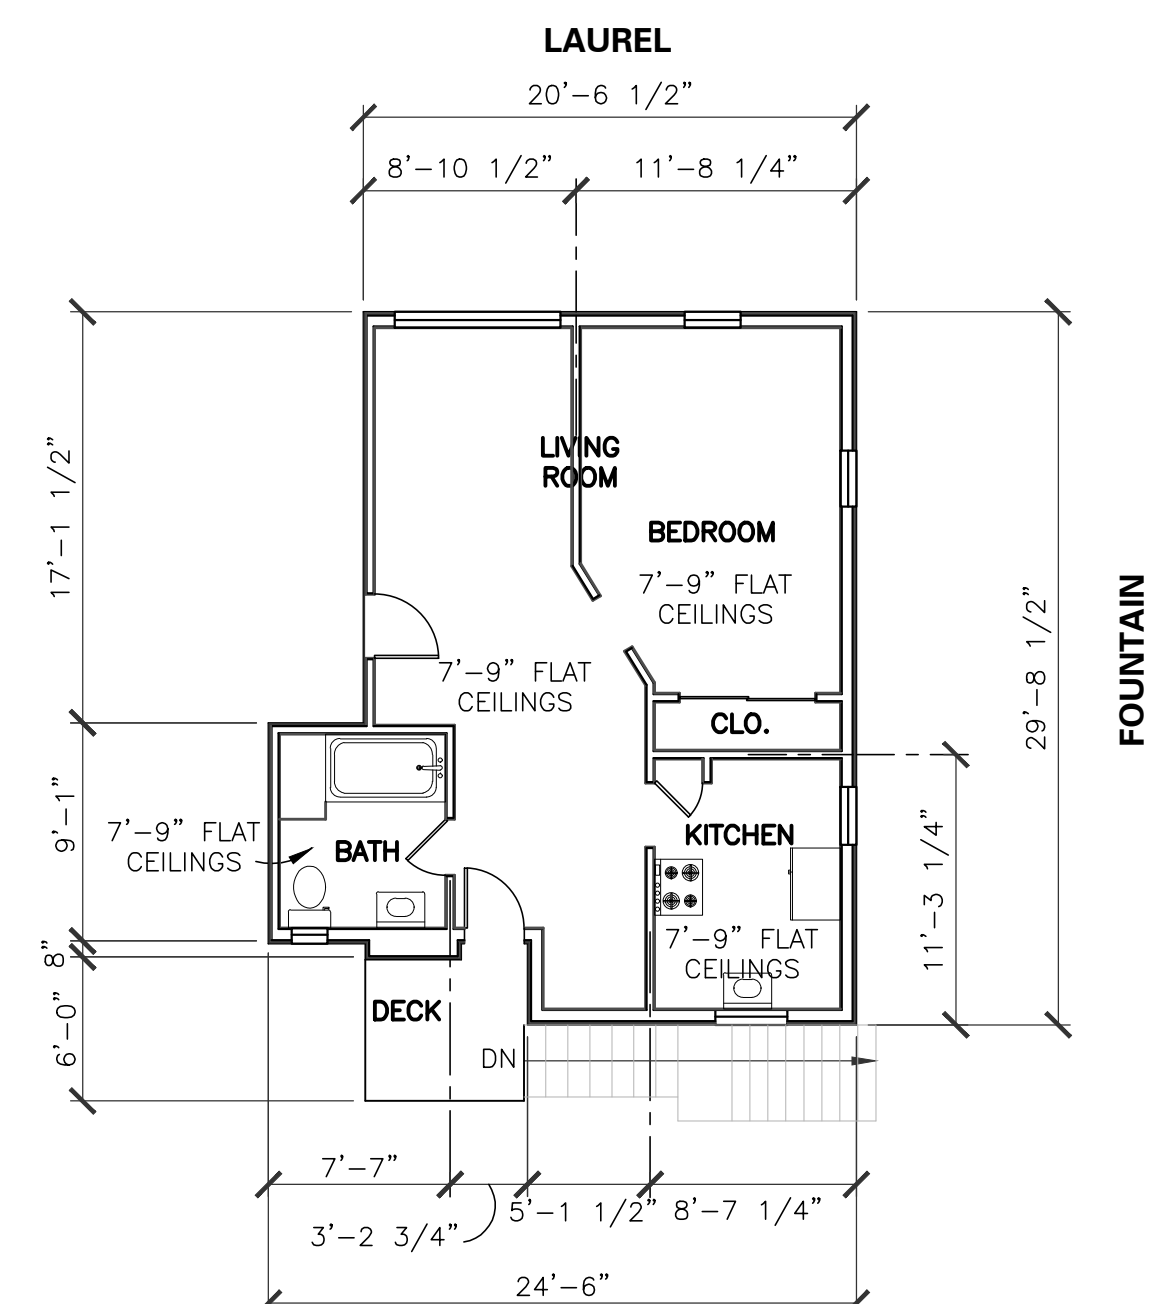 LAUREL
20'-6 1/2"
8'-10 1/2"
11'-8 1/4"
LIVING
ROOM
17'-1 1/2"
BEDROOM
7'-9" FLAT
CEILINGS
29'-8 1/2"
FOUNTAIN
7'-9" FLAT
CEILINGS
CLO.
9'-1"
7'-9" FLAT
CEILINGS
BATH
KITCHEN
11'-3 1/4"
7'-9" FLAT
CEILINGS
8"
DECK
6'-0"
DN
7'-7"
3'-2 3/4"
5'-1 1/2"
8'-7 1/4"
24'-6"